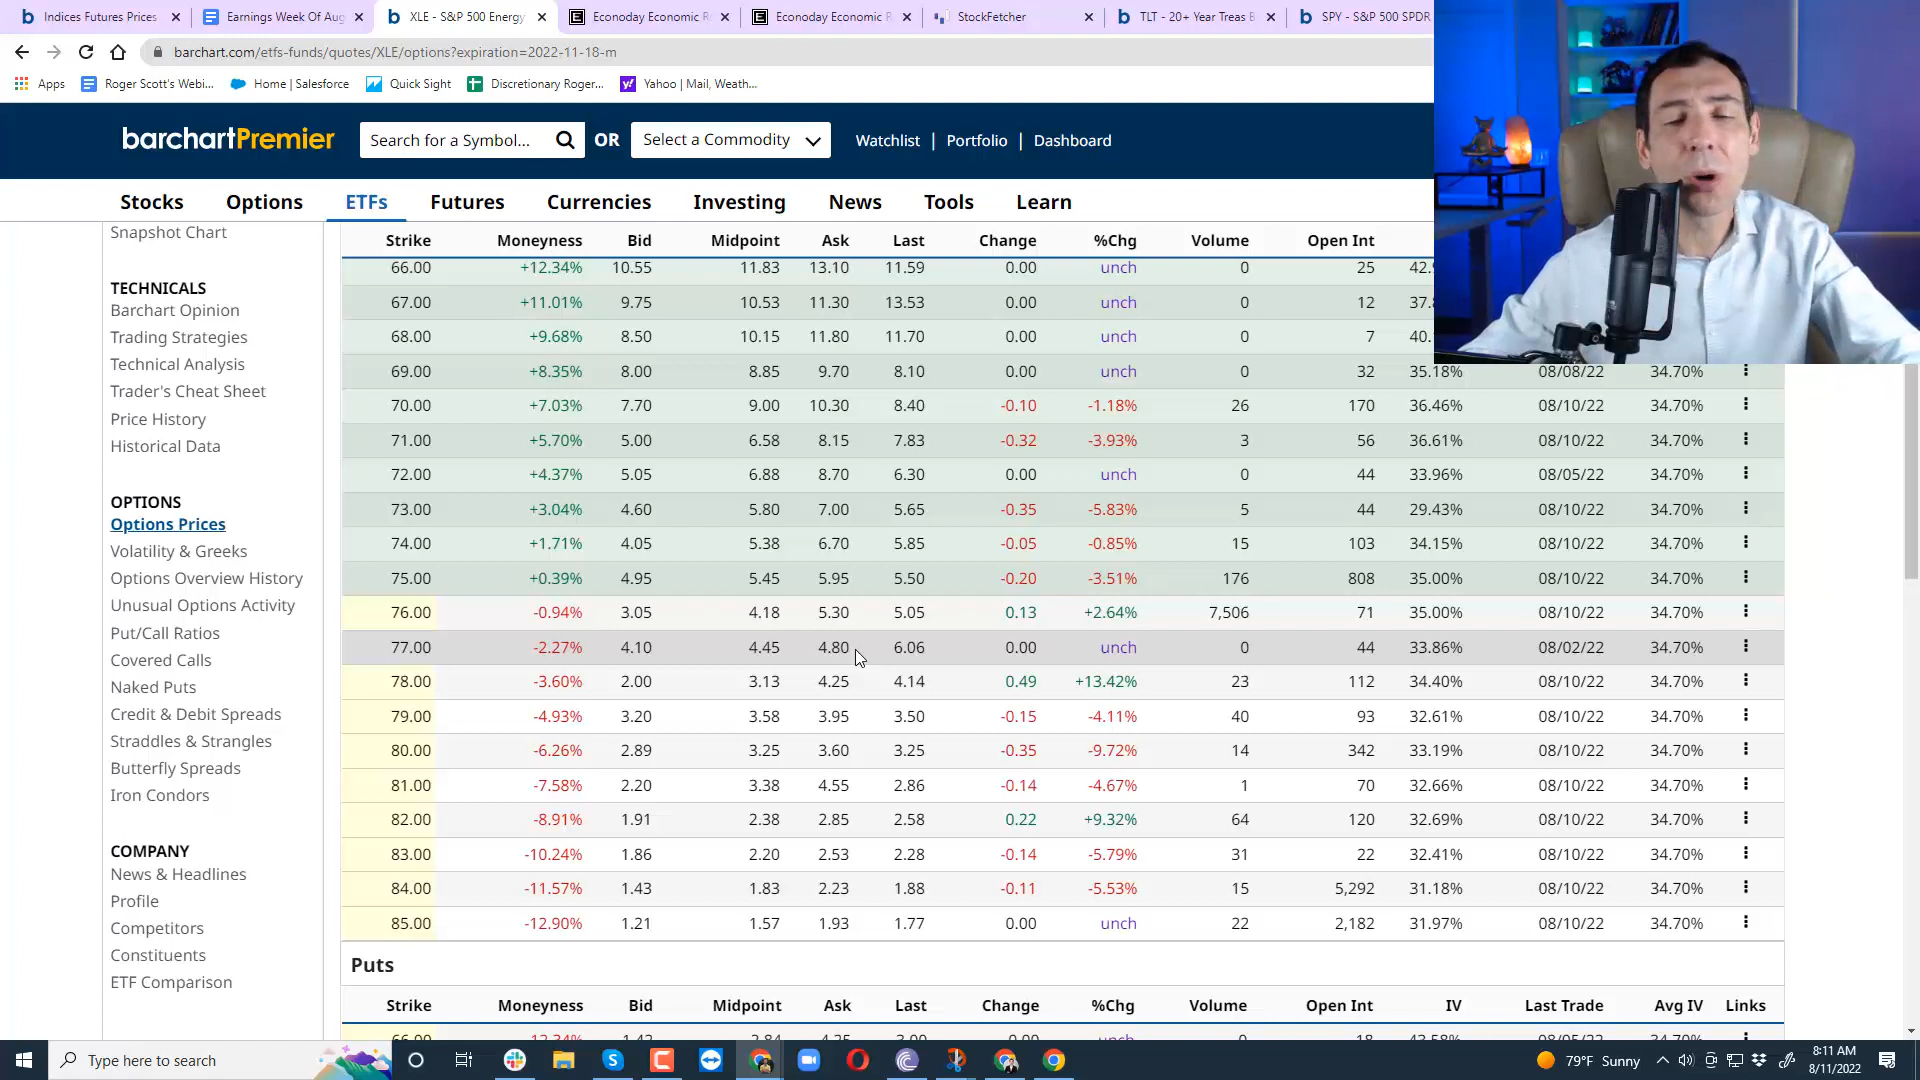 Indices Futures Prices
Earnings Week Of Aug
XLE - S&P 500 Energy
Econoday Economic R
Econoday Economic R
StockFetcher
TLT - 20+ Year Treas B
SPY - S&P 500 SPDR
barchart.com/etfs-funds/quotes/XLE/options?expiration=2022-11-18-m
Apps
Roger Scott's Webi...
Home | Salesforce
Quick Sight
Discretionary Roger...
Yahoo | Mail, Weath...
barchartPremier
Search for a Symbol...
OR
Select a Commodity
Watchlist | Portfolio | Dashboard
Stocks Options ETFs Futures Currencies Investing News Tools Learn
Snapshot Chart
TECHNICALS
Barchart Opinion
Trading Strategies
Technical Analysis
Trader's Cheat Sheet
Price History
Historical Data
OPTIONS
Options Prices
Volatility & Greeks
Options Overview History
Unusual Options Activity
Put/Call Ratios
Covered Calls
Naked Puts
Credit & Debit Spreads
Straddles & Strangles
Butterfly Spreads
Iron Condors
COMPANY
News & Headlines
Profile
Competitors
Constituents
ETF Comparison
Strike Moneyness Bid Midpoint Ask Last Change %Chg Volume Open Int
66.00 +12.34% 10.55 11.83 13.10 11.59 0.00 unch 0 25
67.00 +11.01% 9.75 10.53 11.30 13.53 0.00 unch 0 12
68.00 +9.68% 8.50 10.15 11.80 11.70 0.00 unch 0 7
69.00 +8.35% 8.00 8.85 9.70 8.10 0.00 unch 0 32 35.18% 08/08/22 34.70%
70.00 +7.03% 7.70 9.00 10.30 8.40 -0.10 -1.18% 26 170 36.46% 08/10/22 34.70%
71.00 +5.70% 5.00 6.58 8.15 7.83 -0.32 -3.93% 3 56 36.61% 08/10/22 34.70%
72.00 +4.37% 5.05 6.88 8.70 6.30 0.00 unch 0 44 33.96% 08/05/22 34.70%
73.00 +3.04% 4.60 5.80 7.00 5.65 -0.35 -5.83% 5 44 29.43% 08/10/22 34.70%
74.00 +1.71% 4.05 5.38 6.70 5.85 -0.05 -0.85% 15 103 34.15% 08/10/22 34.70%
75.00 +0.39% 4.95 5.45 5.95 5.50 -0.20 -3.51% 176 808 35.00% 08/10/22 34.70%
76.00 -0.94% 3.05 4.18 5.30 5.05 0.13 +2.64% 7,506 71 35.00% 08/10/22 34.70%
77.00 -2.27% 4.10 4.45 4.80 6.06 0.00 unch 0 44 33.86% 08/02/22 34.70%
78.00 -3.60% 2.00 3.13 4.25 4.14 0.49 +13.42% 23 112 34.40% 08/10/22 34.70%
79.00 -4.93% 3.20 3.58 3.95 3.50 -0.15 -4.11% 40 93 32.61% 08/10/22 34.70%
80.00 -6.26% 2.89 3.25 3.60 3.25 -0.35 -9.72% 14 342 33.19% 08/10/22 34.70%
81.00 -7.58% 2.20 3.38 4.55 2.86 -0.14 -4.67% 1 70 32.66% 08/10/22 34.70%
82.00 -8.91% 1.91 2.38 2.85 2.58 0.22 +9.32% 64 120 32.69% 08/10/22 34.70%
83.00 -10.24% 1.86 2.20 2.53 2.28 -0.14 -5.79% 31 22 32.41% 08/10/22 34.70%
84.00 -11.57% 1.43 1.83 2.23 1.88 -0.11 -5.53% 15 5,292 31.18% 08/10/22 34.70%
85.00 -12.90% 1.21 1.57 1.93 1.77 0.00 unch 22 2,182 31.97% 08/10/22 34.70%
Puts
Strike Moneyness Bid Midpoint Ask Last Change %Chg Volume Open Int IV Last Trade Avg IV Links
Type here to search
79°F Sunny
8:11 AM
8/11/2022